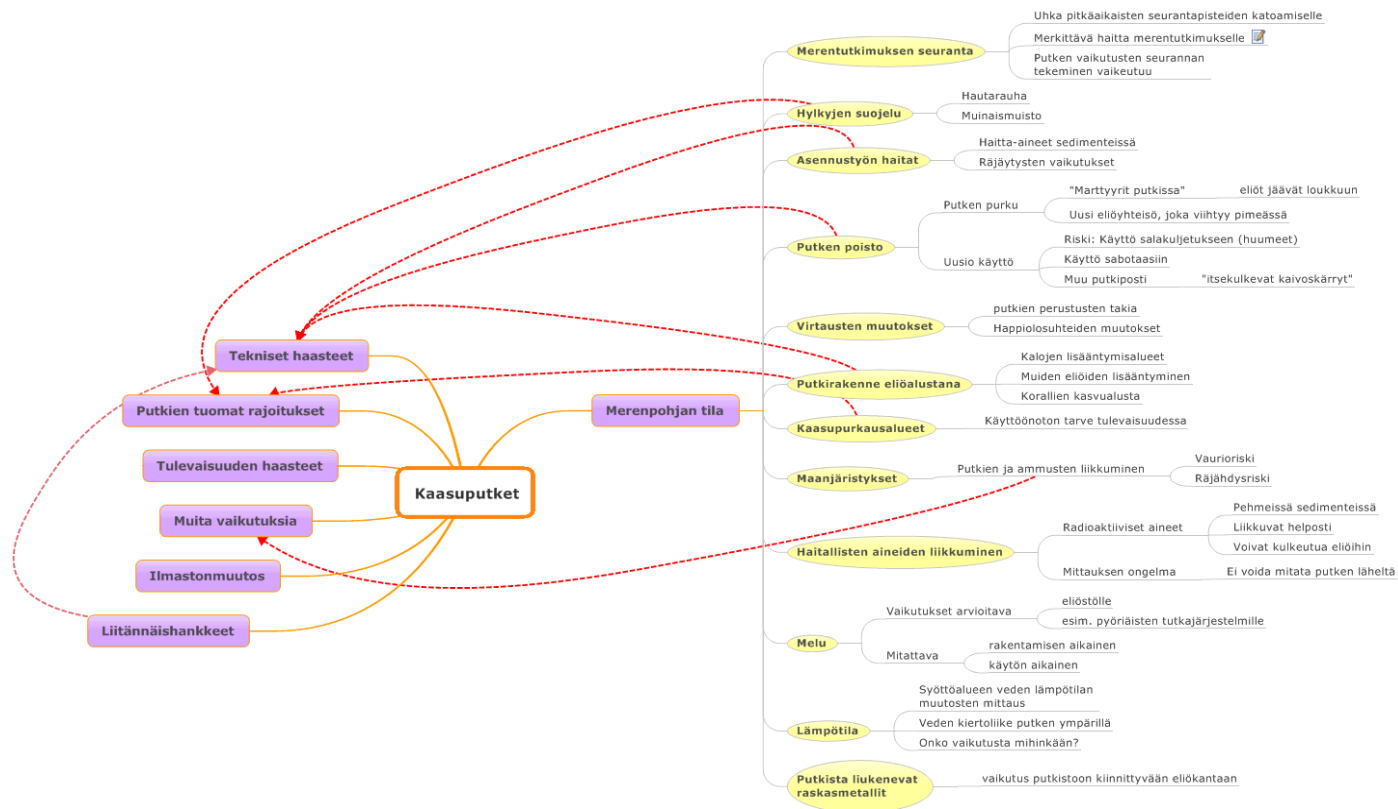 Kaasuputket
Tekniset haasteet
Putkien tuomat rajoitukset
Tulevaisuuden haasteet
Muita vaikutuksia
Ilmastonmuutos
Liitännäishankkeet
Merenpohjan tila
Merentutkimuksen seuranta
Uhka pitkäaikaisten seurantapisteiden katoamiselle
Merkittävä haitta merentutkimukselle
Putken vaikutusten seurannan
tekeminen vaikeutuu
Hylkyjen suojelu
Hautarauha
Muinaismuisto
Asennustyön haitat
Haitta-aineet sedimenteissä
Räjäytysten vaikutukset
Putken poisto
Putken purku
"Marttyyrit putkissa"
eliöt jäävät loukkuun
Uusi eliöyhteisö, joka viihtyy pimeässä
Uusio käyttö
Riski: Käyttö salakuljetukseen (huumeet)
Käyttö sabotaasiin
Muu putkiposti
"itsekulkevat kaivoskärryt"
Virtausten muutokset
putkien perustusten takia
Happiolosuhteiden muutokset
Putkirakenne eliöalustana
Kalojen lisääntymisalueet
Muiden eliöiden lisääntyminen
Korallien kasvualusta
Kaasupurkausalueet
Käyttöönoton tarve tulevaisuudessa
Maanjäristykset
Putkien ja ammusten liikkuminen
Vaurioriski
Räjähdysriski
Haitallisten aineiden liikkuminen
Radioaktiiviset aineet
Pehmeissä sedimenteissä
Liikkuvat helposti
Voivat kulkeutua eliöihin
Mittauksen ongelma
Ei voida mitata putken läheltä
Melu
Vaikutukset arvioitava
eliöstölle
esim. pyöriäisten tutkajärjestelmille
Mitattava
rakentamisen aikainen
käytön aikainen
Lämpötila
Syöttöalueen veden lämpötilan
muutosten mittaus
Veden kiertoliike putken ympärillä
Onko vaikutusta mihinkään?
Putkista liukenevat
raskasmetallit
vaikutus putkistoon kiinnittyvään eliökantaan